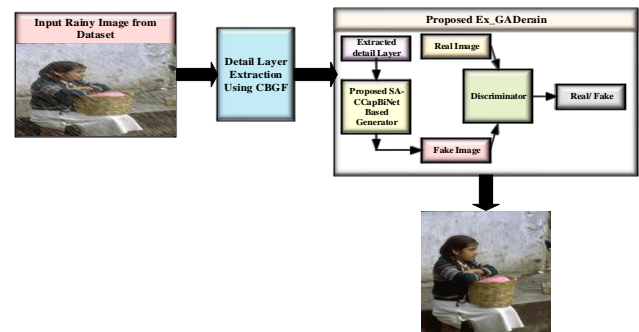 Input Rainy Image from
Dataset
Detail Layer
Extraction
Using CBGF
Proposed Ex_GADerain
Extracted
detail Layer
Real Image
Proposed SA-
CCapBiNet
Based
Generator
Discriminator
Real/ Fake
Fake Image